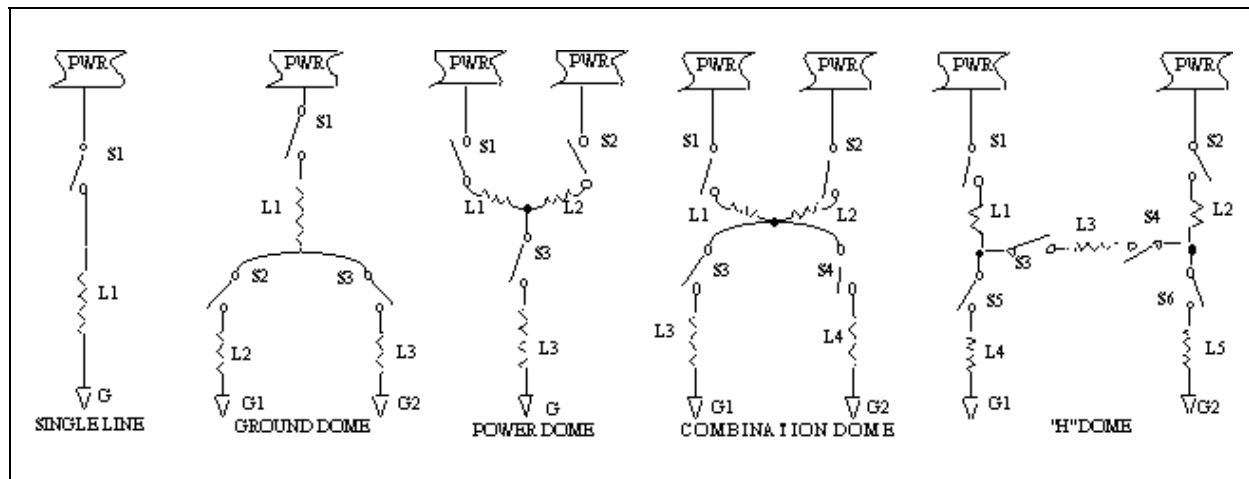 PWR
S1
L1
G
SINGLE LINE
PWR
S1
L1
S2
S3
L2
L3
G1
G2
GROUND DOME
PWR
PWR
S1
S2
L1
L2
S3
L3
G
POWER DOME
PWR
PWR
S1
S2
L1
L2
S3
S4
L3
L4
G1
G2
COMBINATION DOME
PWR
PWR
S1
S2
L1
L2
L3
S4
S3
S5
S6
L4
L5
G1
G2
"H" DOME